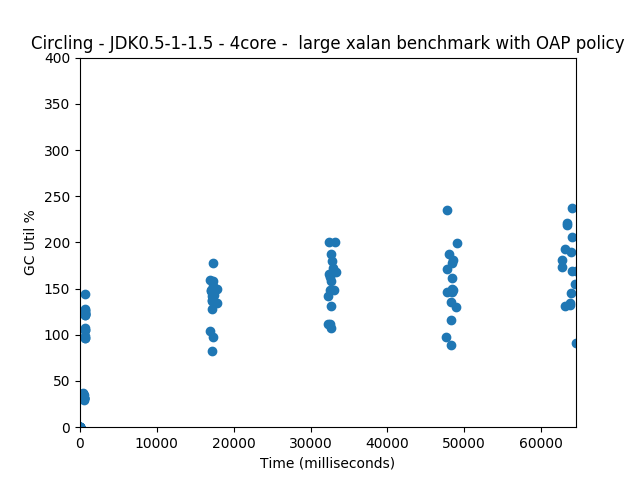 Circling - JDK0.5-1-1.5 - 4core -  large xalan benchmark with OAP policy
400
350
300
250
200
150
100
50
0
GC Util %
0 10000 20000 30000 40000 50000 60000
Time (milliseconds)